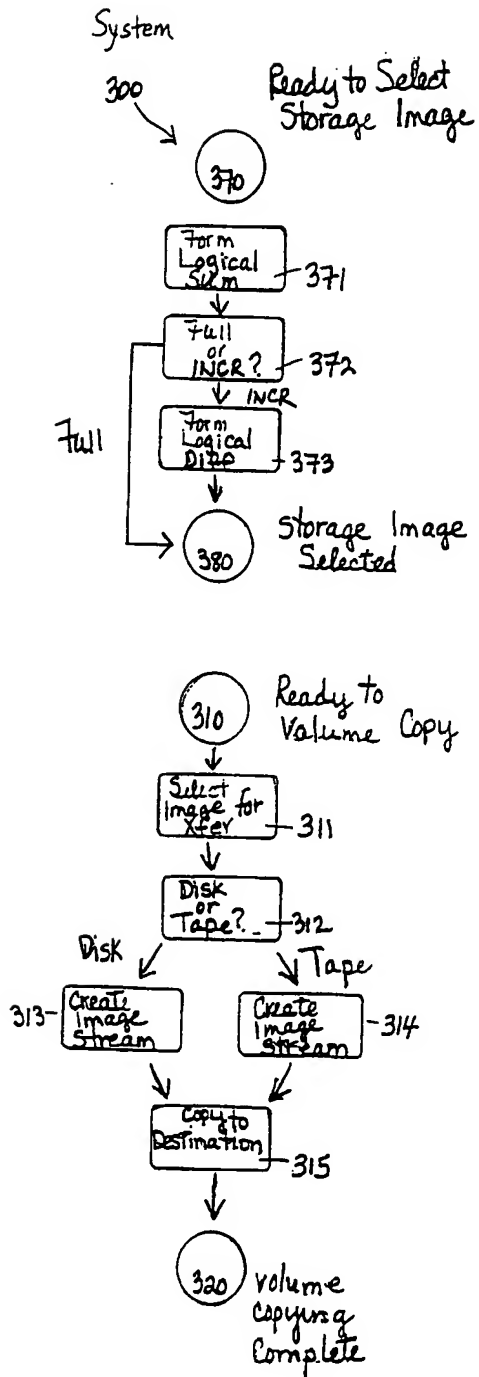 System
300
Ready to Select
Storage Image
370
Form
Logical
Sum
371
Full
or
INCR?
372
INCR
Full
Form
Logical
Diff
373
380
Storage Image
Selected
310
Ready to
Volume Copy
Select
Image for
Xfer
311
Disk
or
Tape?
312
Disk
Tape
313
Create
Image
Stream
Create
Image
Stream
314
Copy to
Destination
315
320
Volume
Copying
Complete